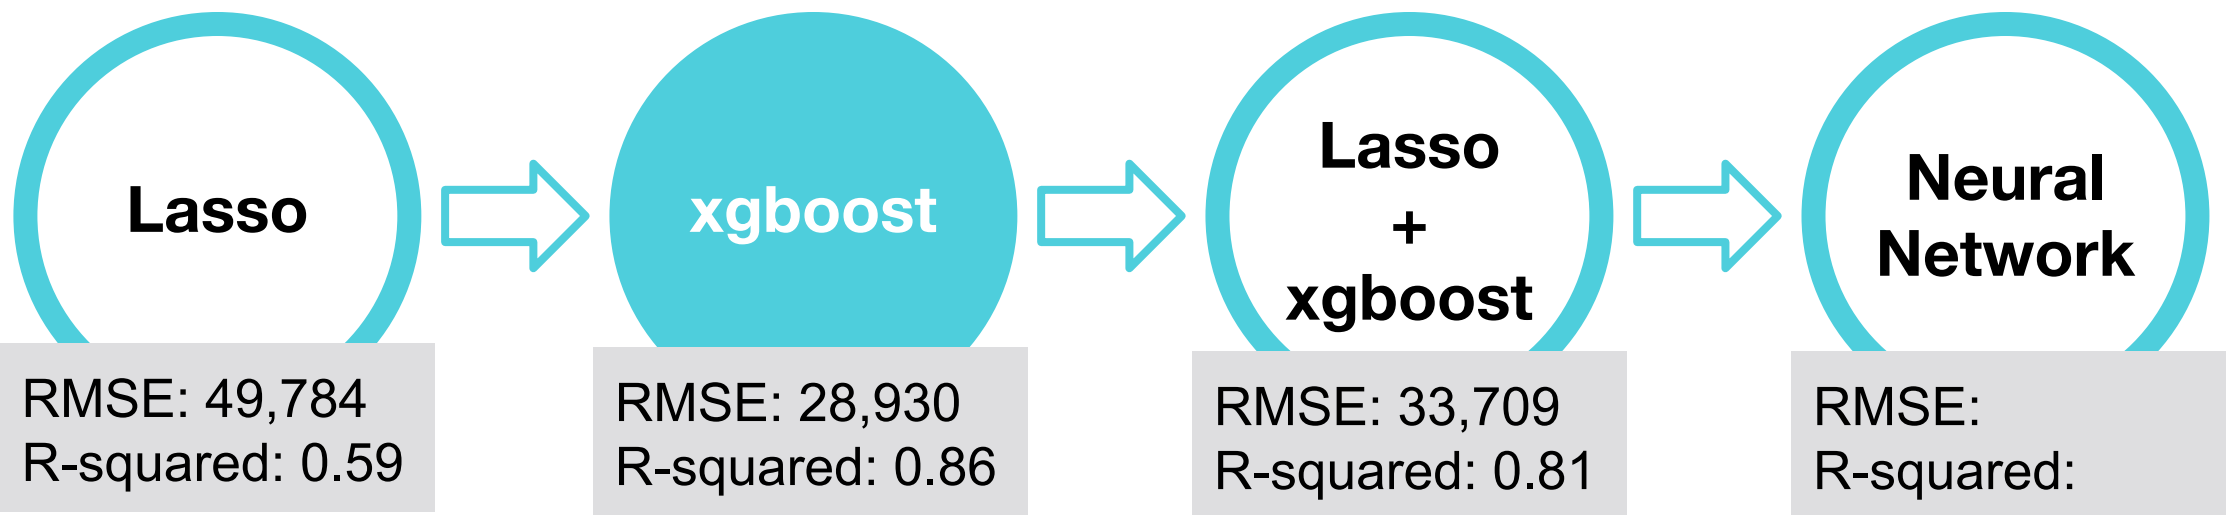 Lasso
RMSE: 49,784
R-squared: 0.59
xgboost
RMSE: 28,930
R-squared: 0.86
Lasso
+
xgboost
RMSE: 33,709
R-squared: 0.81
Neural
Network
RMSE:
R-squared: